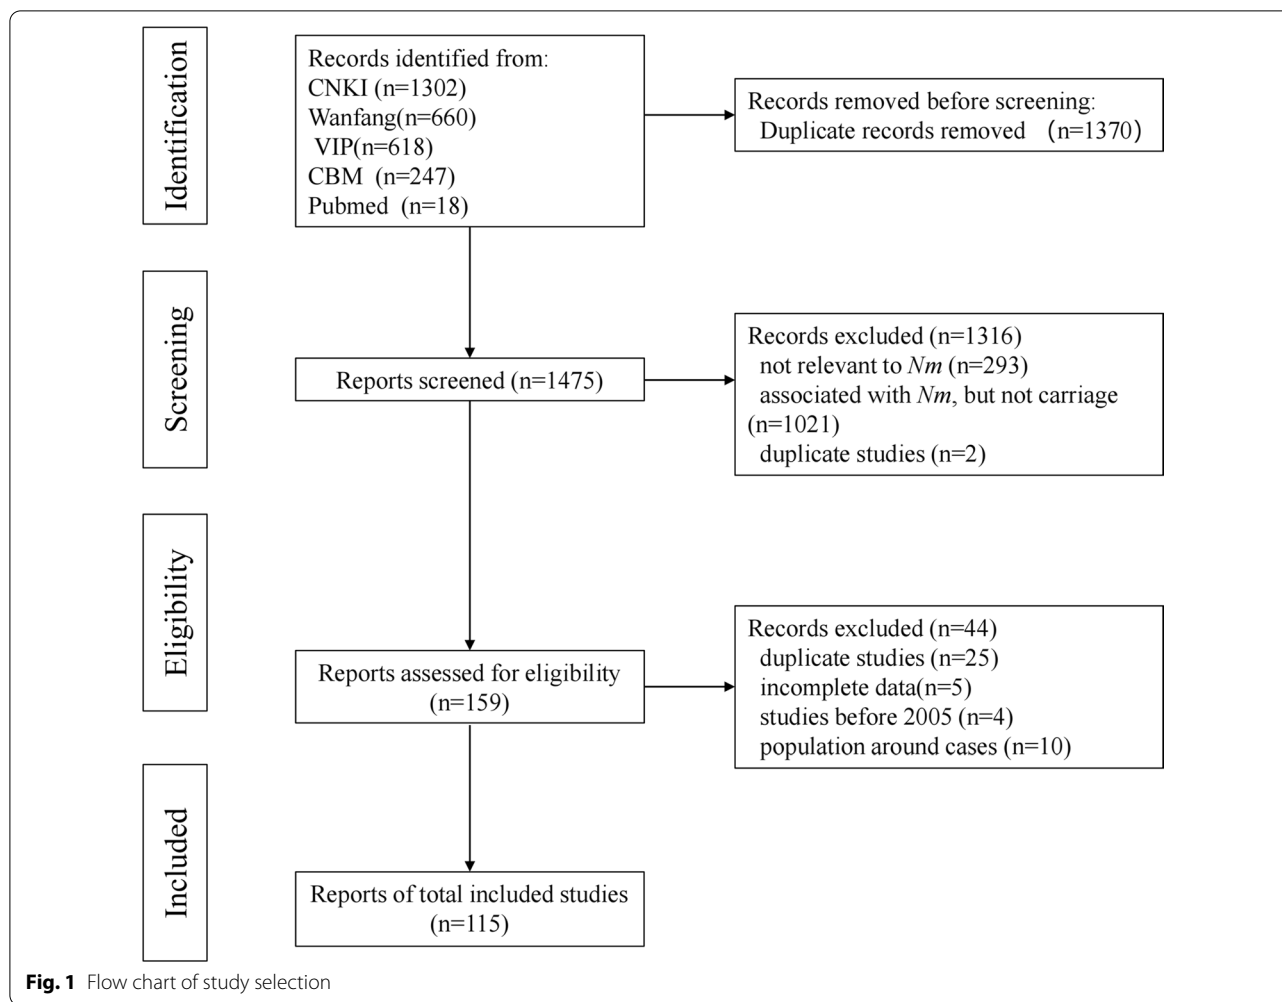 Identification
Records identified from:
CNKI (n=1302)
Wanfang(n=660)
VIP(n=618)
CBM (n=247)
Pubmed (n=18)
Records removed before screening:
Duplicate records removed (n=1370)
Screening
Reports screened (n=1475)
Records excluded (n=1316)
not relevant to Nm (n=293)
associated with Nm, but not carriage
(n=1021)
duplicate studies (n=2)
Eligibility
Reports assessed for eligibility
(n=159)
Records excluded (n=44)
duplicate studies (n=25)
incomplete data(n=5)
studies before 2005 (n=4)
population around cases (n=10)
Included
Reports of total included studies
(n=115)
Fig. 1 Flow chart of study selection